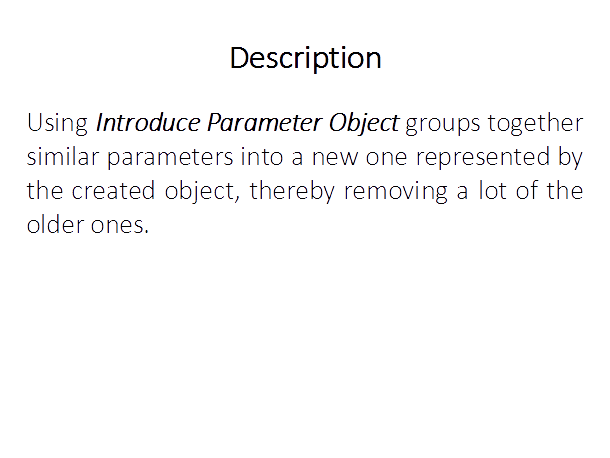 Description
Using Introduce Parameter Object groups together
similar parameters into a new one represented by
the created object, thereby removing a lot of the
older ones.